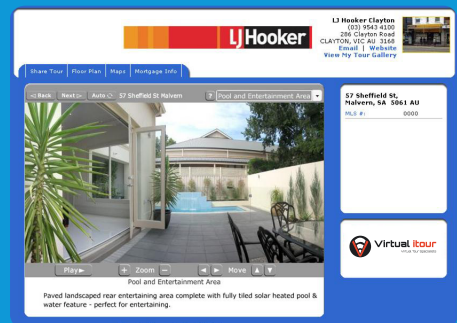 LJ Hooker
LJ Hooker Clayton
(03) 9543 4100
286 Clayton Road
CLAYTON, VIC AU 3168
Email | Website
View My Tour Gallery
Share Tour | Floor Plan | Maps | Mortgage Info
Back Next Auto 57 Sheffield St Malvern ? Pool and Entertainment Area
57 Sheffield St,
Malvern, SA 5061 AU
MLS #: 0000
Virtual itour
Play + Zoom - Move
Pool and Entertainment Area
Paved landscaped rear entertaining area complete with fully tiled solar heated pool &
water feature - perfect for entertaining.